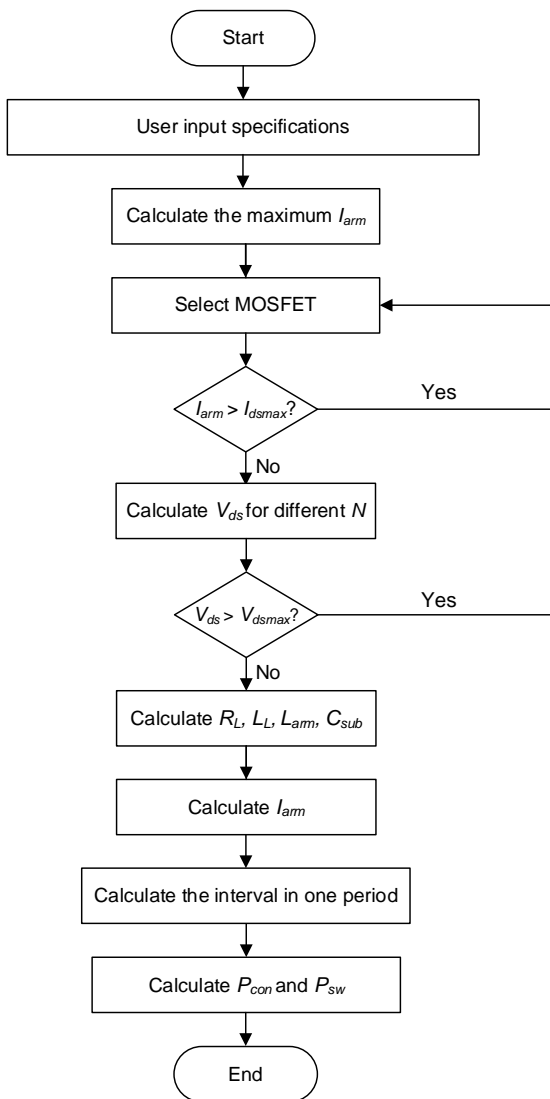 Start
User input specifications
Calculate the maximum Iarm
Select MOSFET
Iarm > Idsmax?
Yes
No
Calculate Vds for different N
Vds > Vdsmax?
Yes
No
Calculate RL, LL, Larm, Csub
Calculate Iarm
Calculate the interval in one period
Calculate Pcon and Psw
End